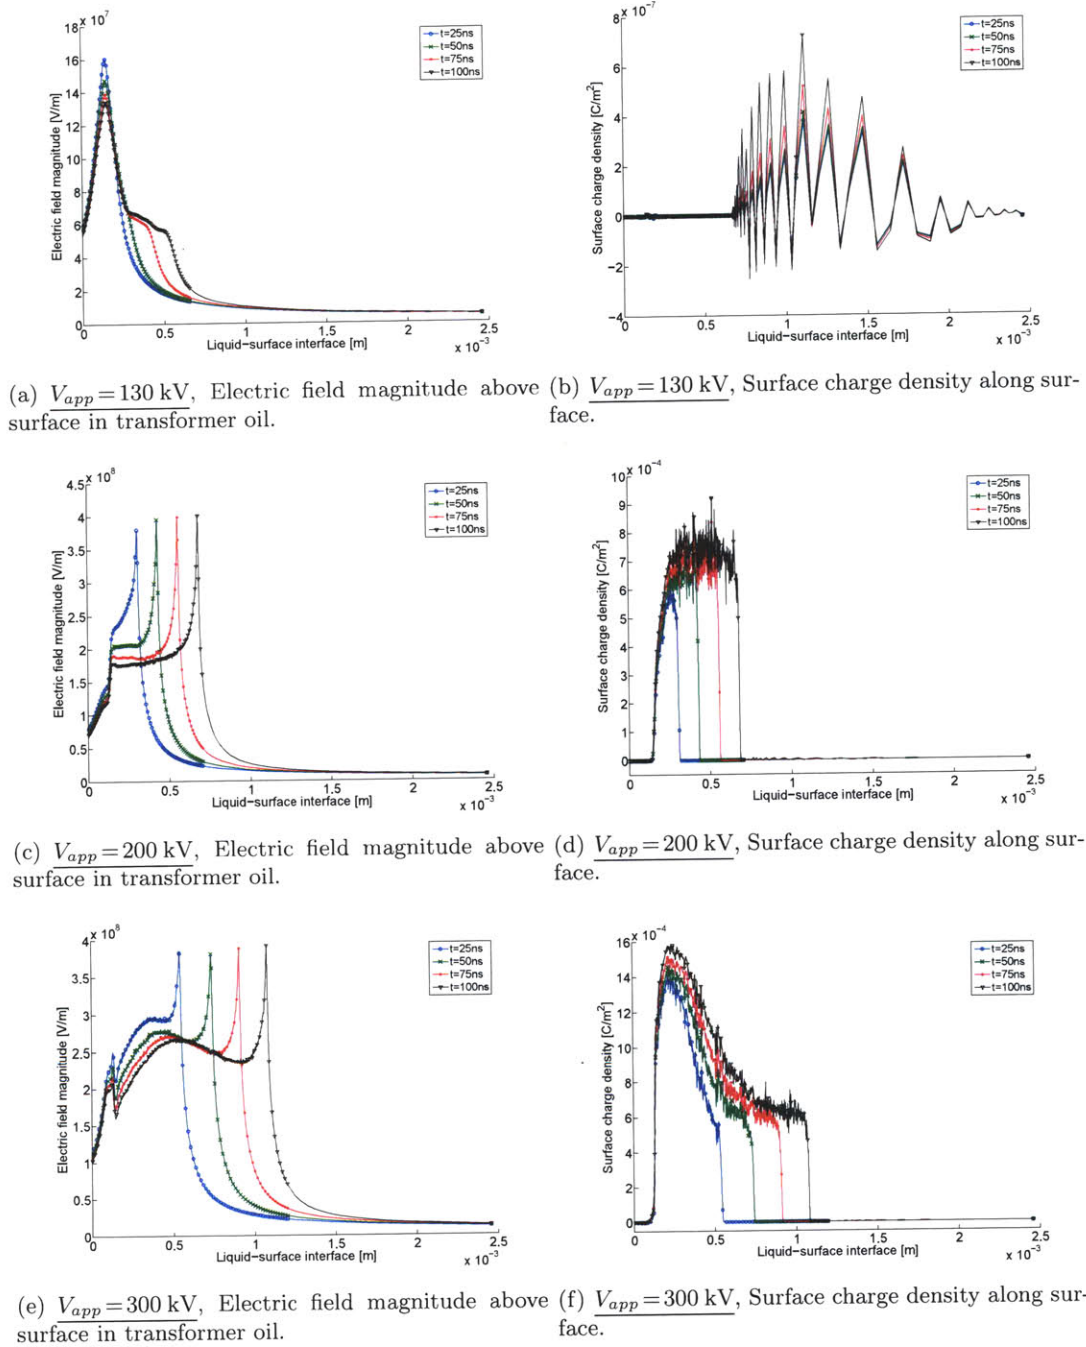 x 10^7
18
16
14
12
10
8
6
4
2
0
Electric field magnitude [V/m]
t=25ns
t=50ns
t=75ns
t=100ns
0 0.5 1 1.5 2 2.5
Liquid−surface interface [m]
x 10^−3
x 10^−7
8
6
4
2
0
−2
−4
Surface charge density [C/m^2]
t=25ns
t=50ns
t=75ns
t=100ns
0 0.5 1 1.5 2 2.5
Liquid−surface interface [m]
x 10^−3
(a) V_app = 130 kV, Electric field magnitude above
surface in transformer oil.
(b) V_app = 130 kV, Surface charge density along sur-
face.
x 10^8
4.5
4
3.5
3
2.5
2
1.5
1
0.5
0
Electric field magnitude [V/m]
t=25ns
t=50ns
t=75ns
t=100ns
0 0.5 1 1.5 2 2.5
Liquid−surface interface [m]
x 10^−3
x 10^−4
10
9
8
7
6
5
4
3
2
1
0
Surface charge density [C/m^2]
t=25ns
t=50ns
t=75ns
t=100ns
0 0.5 1 1.5 2 2.5
Liquid−surface interface [m]
x 10^−3
(c) V_app = 200 kV, Electric field magnitude above
surface in transformer oil.
(d) V_app = 200 kV, Surface charge density along sur-
face.
x 10^8
4
3.5
3
2.5
2
1.5
1
0.5
0
Electric field magnitude [V/m]
t=25ns
t=50ns
t=75ns
t=100ns
0 0.5 1 1.5 2 2.5
Liquid−surface interface [m]
x 10^−3
x 10^−4
16
14
12
10
8
6
4
2
0
Surface charge density [C/m^2]
t=25ns
t=50ns
t=75ns
t=100ns
0 0.5 1 1.5 2 2.5
Liquid−surface interface [m]
x 10^−3
(e) V_app = 300 kV, Electric field magnitude above
surface in transformer oil.
(f) V_app = 300 kV, Surface charge density along sur-
face.